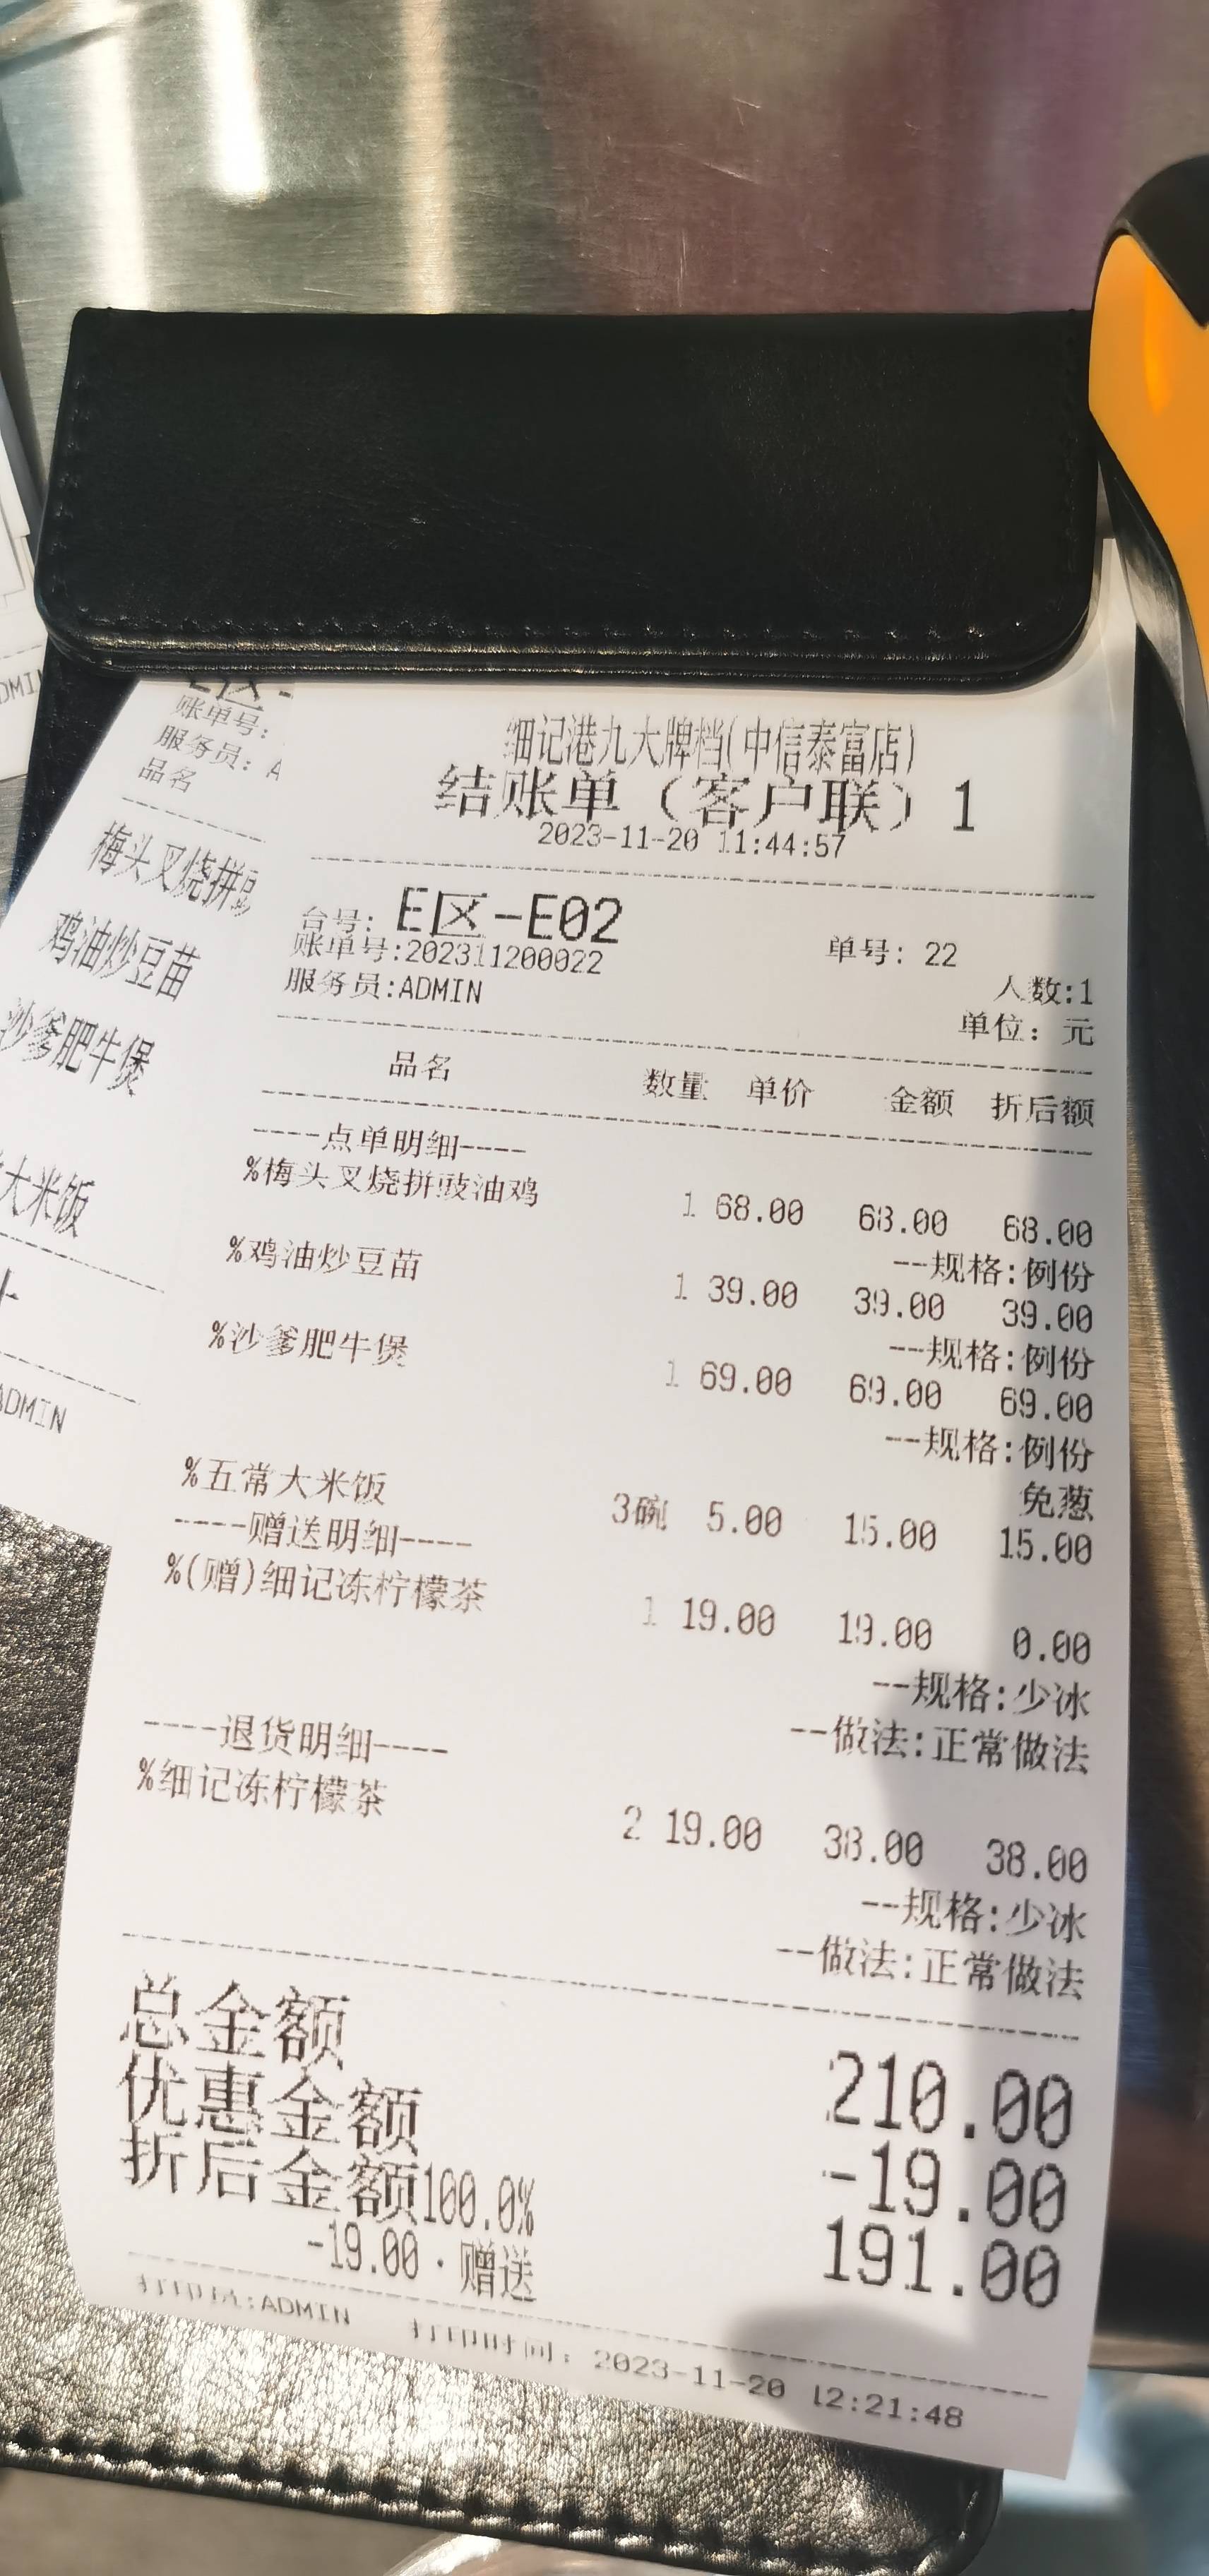 DMI
账单号:
服务员: A
品名
梅头叉烧拼豉
鸡油炒豆苗
沙爹肥牛煲
大米饭
ADMIN
细记港九大牌档(中信泰富店)
结账单（客户联）1
2023-11-20 11:44:57
台号: E区-E02
单号: 22
账单号:202311200022
人数:1
服务员:ADMIN
单位: 元
品名 数量 单价 金额 折后额
----点单明细----
%梅头叉烧拼豉油鸡
1 68.00 68.00 68.00
--规格:例份
%鸡油炒豆苗
1 39.00 39.00 39.00
--规格:例份
%沙爹肥牛煲
1 69.00 69.00 69.00
--规格:例份
免葱
%五常大米饭
3碗 5.00 15.00 15.00
----赠送明细----
%(赠)细记冻柠檬茶
1 19.00 19.00 0.00
--规格:少冰
--做法:正常做法
----退货明细----
%细记冻柠檬茶
2 19.00 38.00 38.00
--规格:少冰
--做法:正常做法
总金额 210.00
优惠金额 -19.00
折后金额100.0% 191.00
-19.00·赠送
打印员:ADMIN 打印时间: 2023-11-20 12:21:48